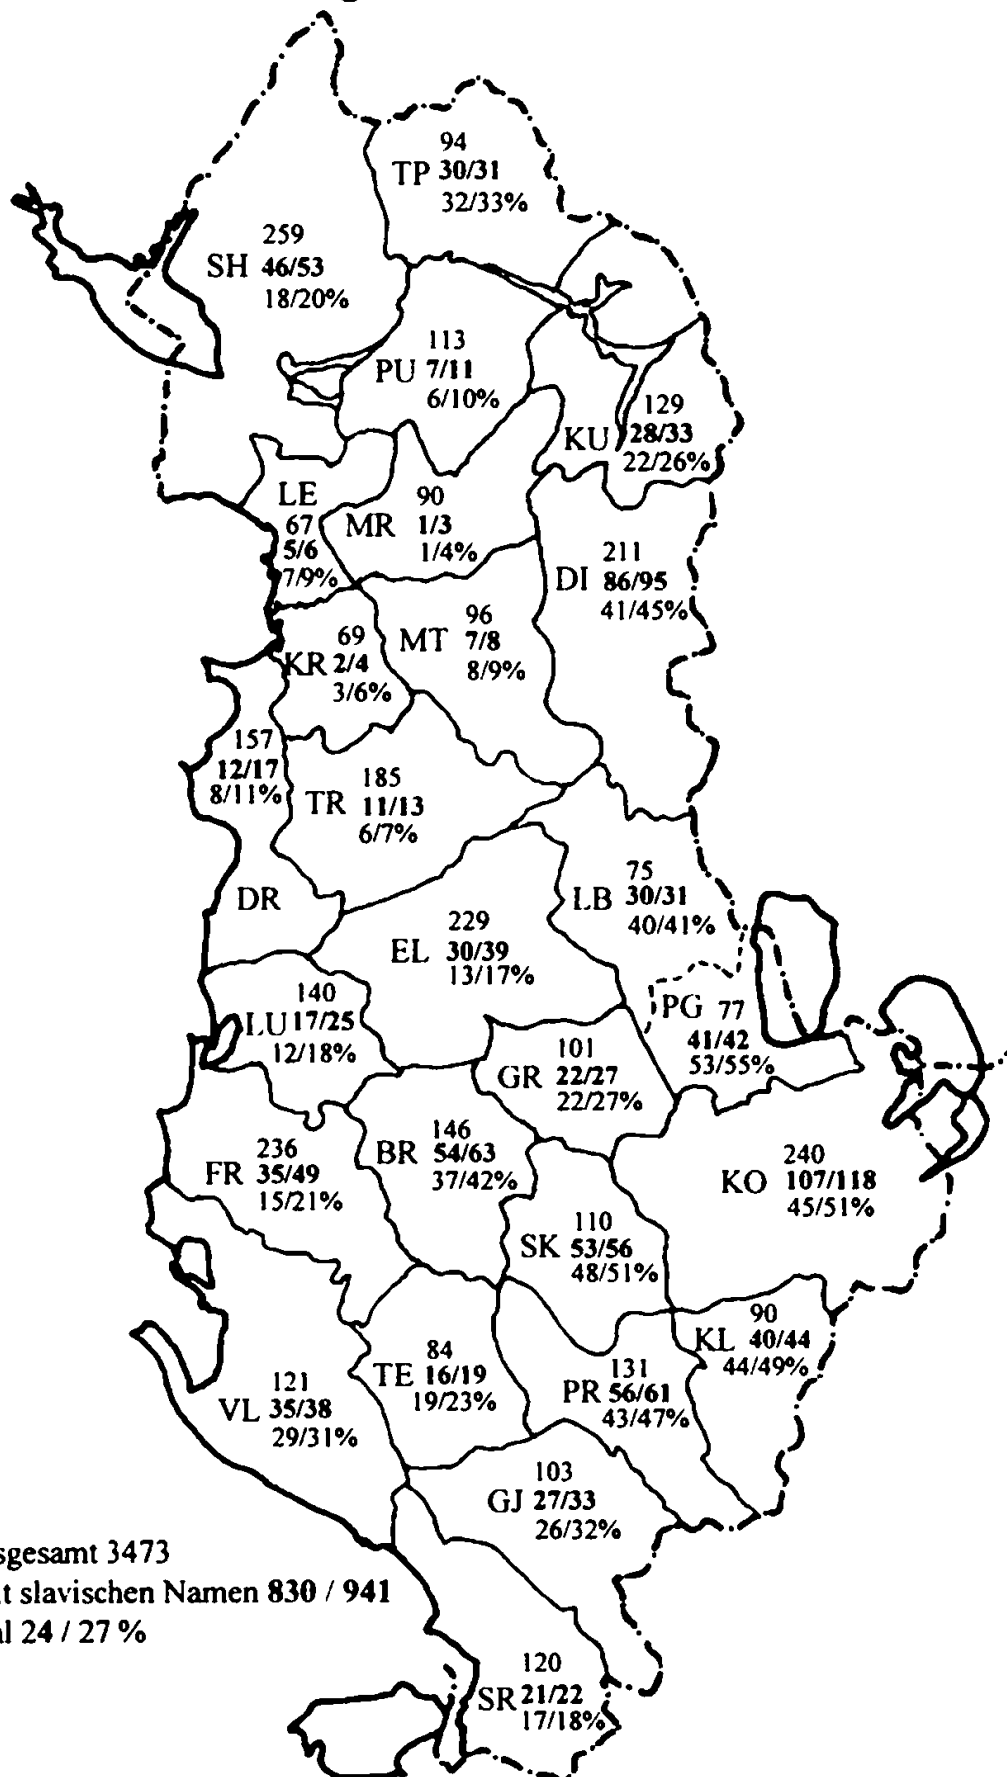 94
TP 30/31
32/33%
259
SH 46/53
18/20%
113
PU 7/11
6/10%
129
KU 28/33
22/26%
LE
67
5/6
7/9%
90
MR 1/3
1/4%
211
DI 86/95
41/45%
69
KR 2/4
3/6%
96
MT 7/8
8/9%
157
12/17
8/11%
DR
185
TR 11/13
6/7%
75
LB 30/31
40/41%
229
EL 30/39
13/17%
140
LU 17/25
12/18%
PG 77
41/42
53/55%
101
GR 22/27
22/27%
236
FR 35/49
15/21%
146
BR 54/63
37/42%
240
KO 107/118
45/51%
110
SK 53/56
48/51%
90
KL 40/44
44/49%
84
TE 16/19
19/23%
131
PR 56/61
43/47%
121
VL 35/38
29/31%
103
GJ 27/33
26/32%
sgesamt 3473
t slavischen Namen 830 / 941
l 24 / 27 %
120
SR 21/22
17/18%